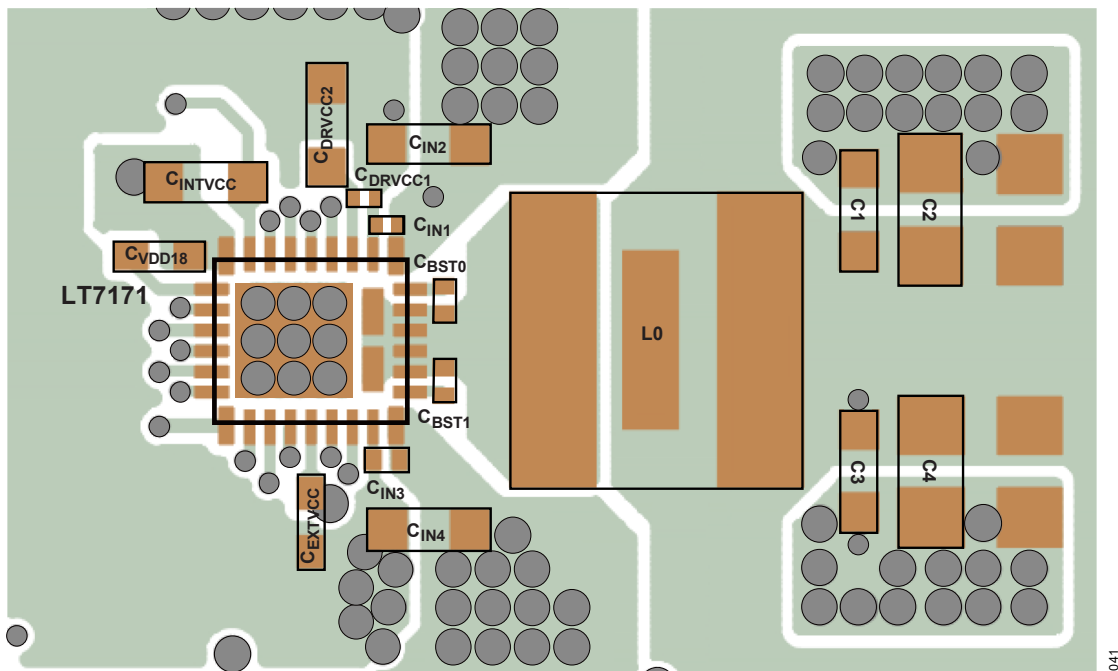 CDRVCC2
CIN2
CINTVCC
CDRVCC1
CIN1
C1
C2
CVDD18
CBST0
LT7171
L0
CBST1
CIN3
C3
C4
CEXTVCC
CIN4
041